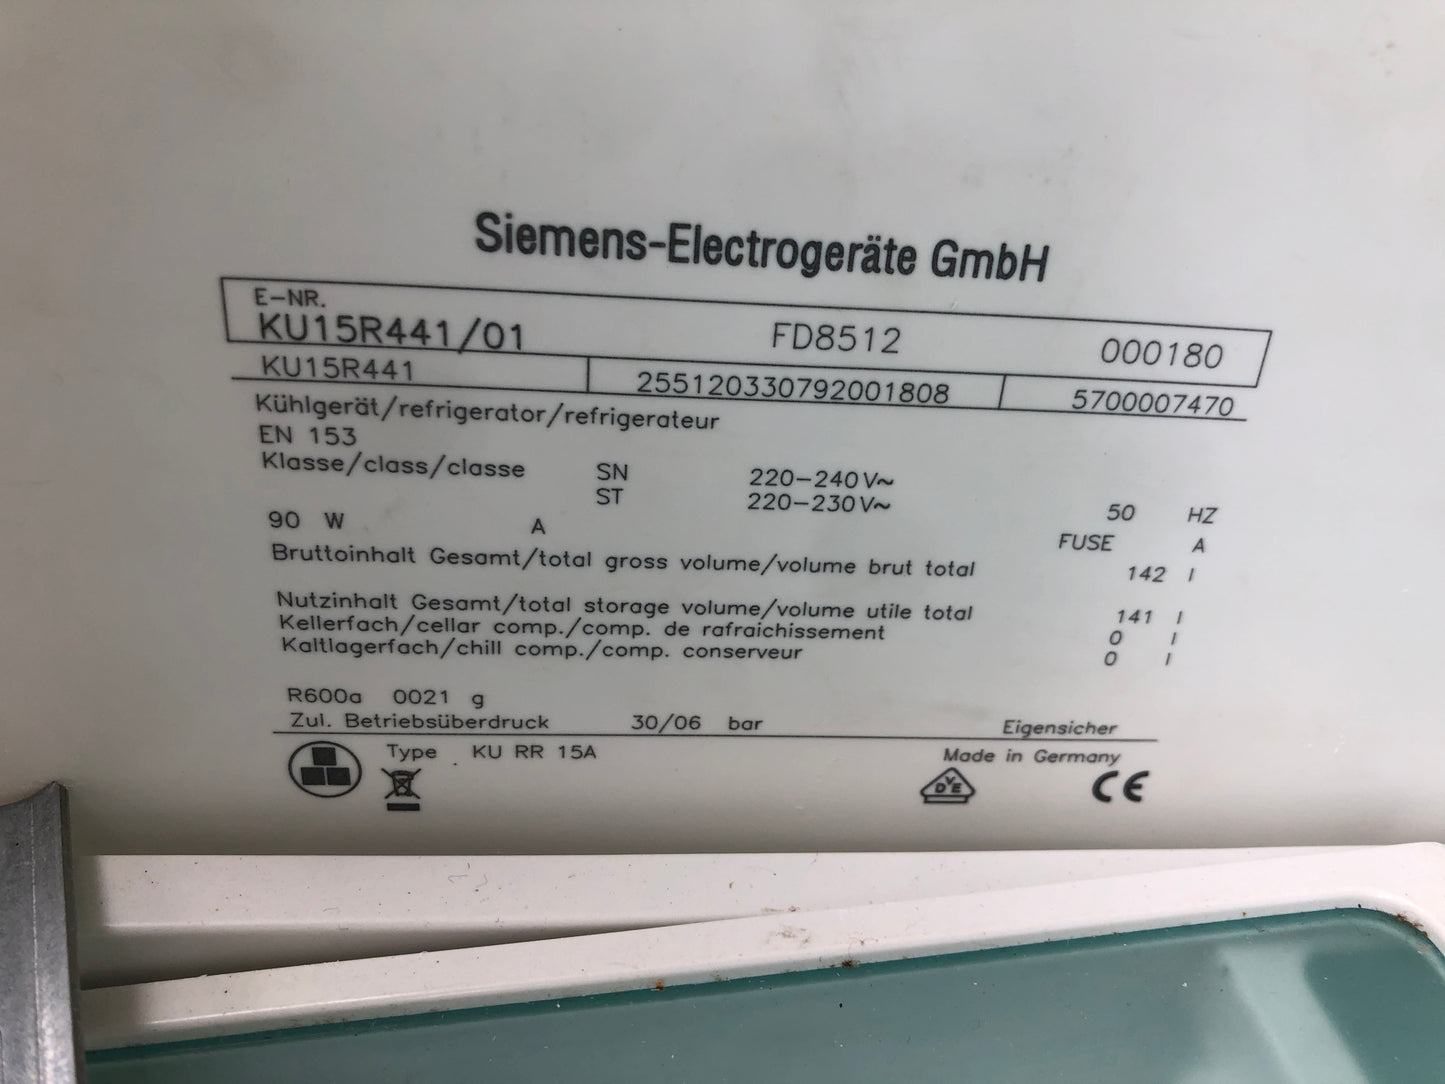 Siemens-Electrogeräte GmbH
E-NR.
KU15R441/01 FD8512 000180
KU15R441 255120330792001808 5700007470
Kühlgerät/refrigerator/refrigerateur
EN 153
Klasse/class/classe SN 220-240V~
ST 220-230V~ 50 HZ
90 W A FUSE A
Bruttoinhalt Gesamt/total gross volume/volume brut total 142 l
Nutzinhalt Gesamt/total storage volume/volume utile total 141 l
Kellerfach/cellar comp./comp. de rafraichissement 0 l
Kaltlagerfach/chill comp./comp. conserveur 0 l
R600a 0021 g
Zul. Betriebsüberdruck 30/06 bar Eigensicher
Type KU RR 15A Made in Germany
DVE CE